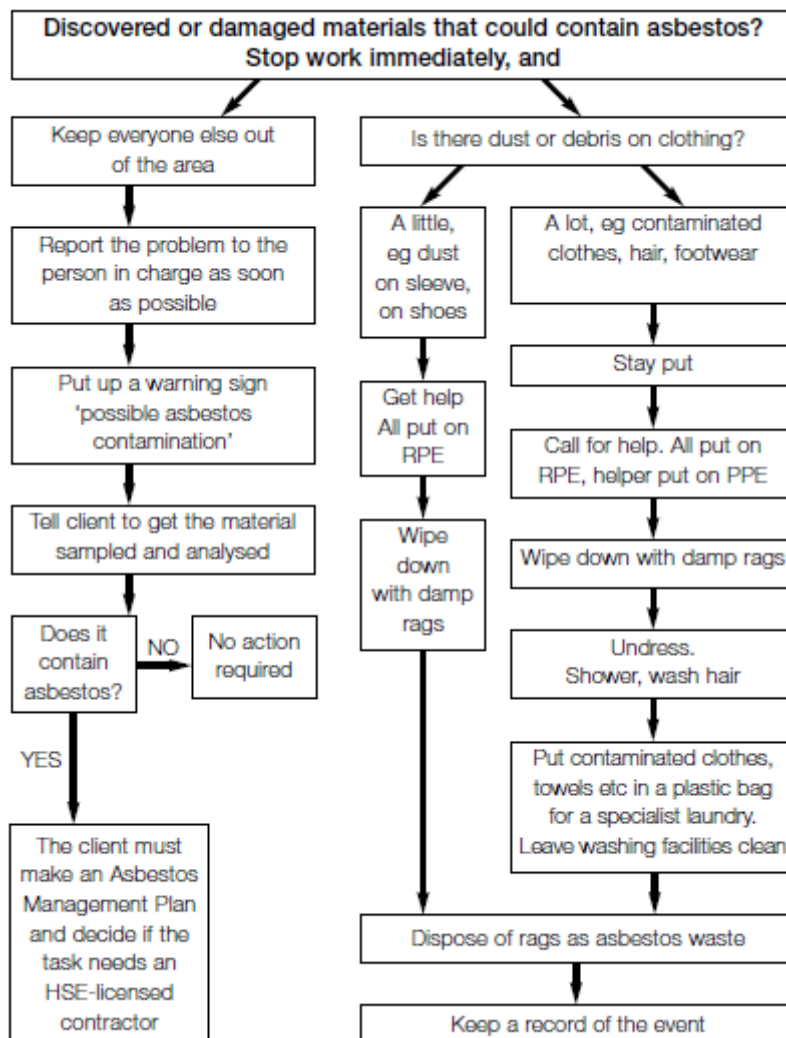 Discovered or damaged materials that could contain asbestos?
Stop work immediately, and
Keep everyone else out
of the area
Report the problem to the
person in charge as soon
as possible
Put up a warning sign
'possible asbestos
contamination'
Tell client to get the material
sampled and analysed
Does it
contain
asbestos?
NO
No action
required
YES
The client must
make an Asbestos
Management Plan
and decide if the
task needs an
HSE-licensed
contractor
Is there dust or debris on clothing?
A little,
eg dust
on sleeve,
on shoes
Get help
All put on
RPE
Wipe
down
with damp
rags
A lot, eg contaminated
clothes, hair, footwear
Stay put
Call for help. All put on
RPE, helper put on PPE
Wipe down with damp rags
Undress.
Shower, wash hair
Put contaminated clothes,
towels etc in a plastic bag
for a specialist laundry.
Leave washing facilities clean
Dispose of rags as asbestos waste
Keep a record of the event